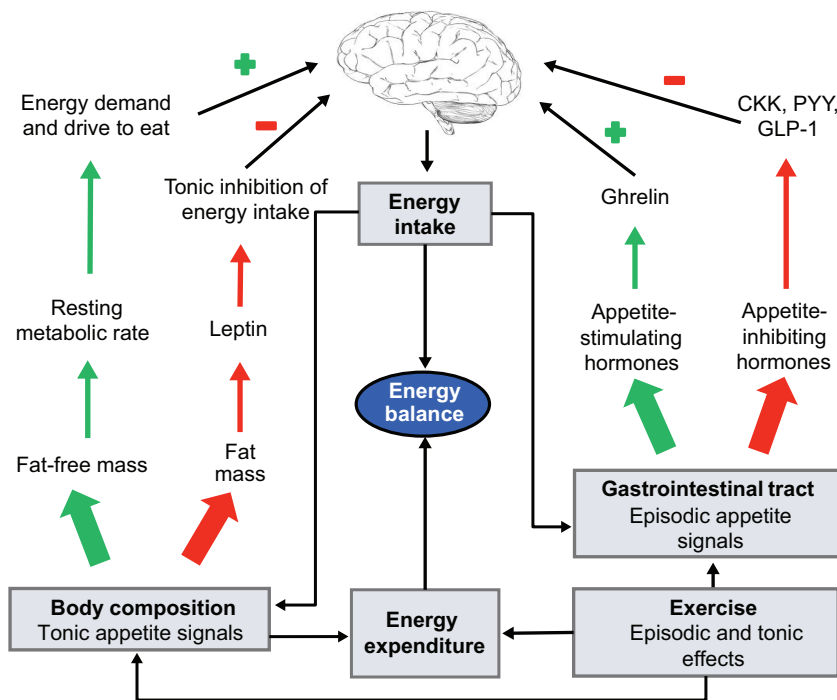 Energy demand
and drive to eat
Tonic inhibition of
energy intake
CKK, PYY,
GLP-1
Ghrelin
Energy
intake
Resting
metabolic rate
Leptin
Appetite-
stimulating
hormones
Appetite-
inhibiting
hormones
Energy
balance
Fat-free mass
Fat
mass
Gastrointestinal tract
Episodic appetite
signals
Body composition
Tonic appetite signals
Energy
expenditure
Exercise
Episodic and tonic
effects